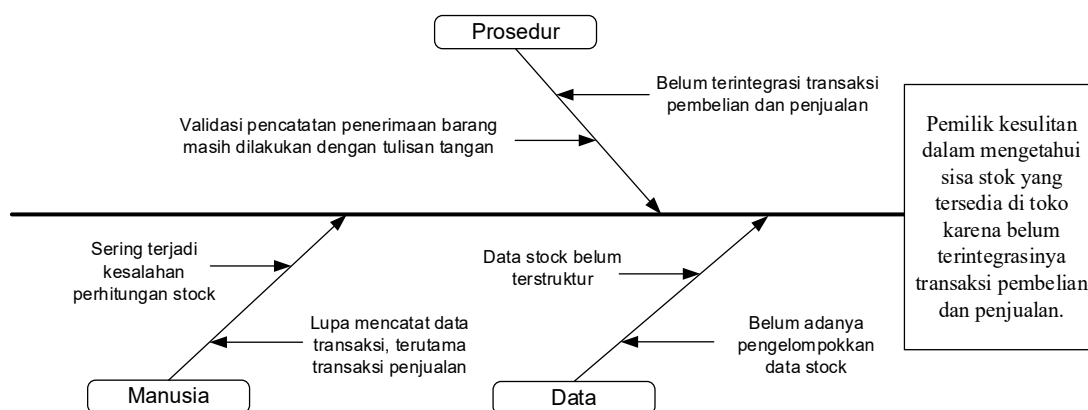 Prosedur
Belum terintegrasi transaksi
pembelian dan penjualan
Validasi pencatatan penerimaan barang
masih dilakukan dengan tulisan tangan
Pemilik kesulitan
dalam mengetahui
sisa stok yang
tersedia di toko
karena belum
terintegrasinya
transaksi pembelian
dan penjualan.
Sering terjadi
kesalahan
perhitungan stock
Lupa mencatat data
transaksi, terutama
transaksi penjualan
Manusia
Data stock belum
terstruktur
Belum adanya
pengelompokkan
data stock
Data